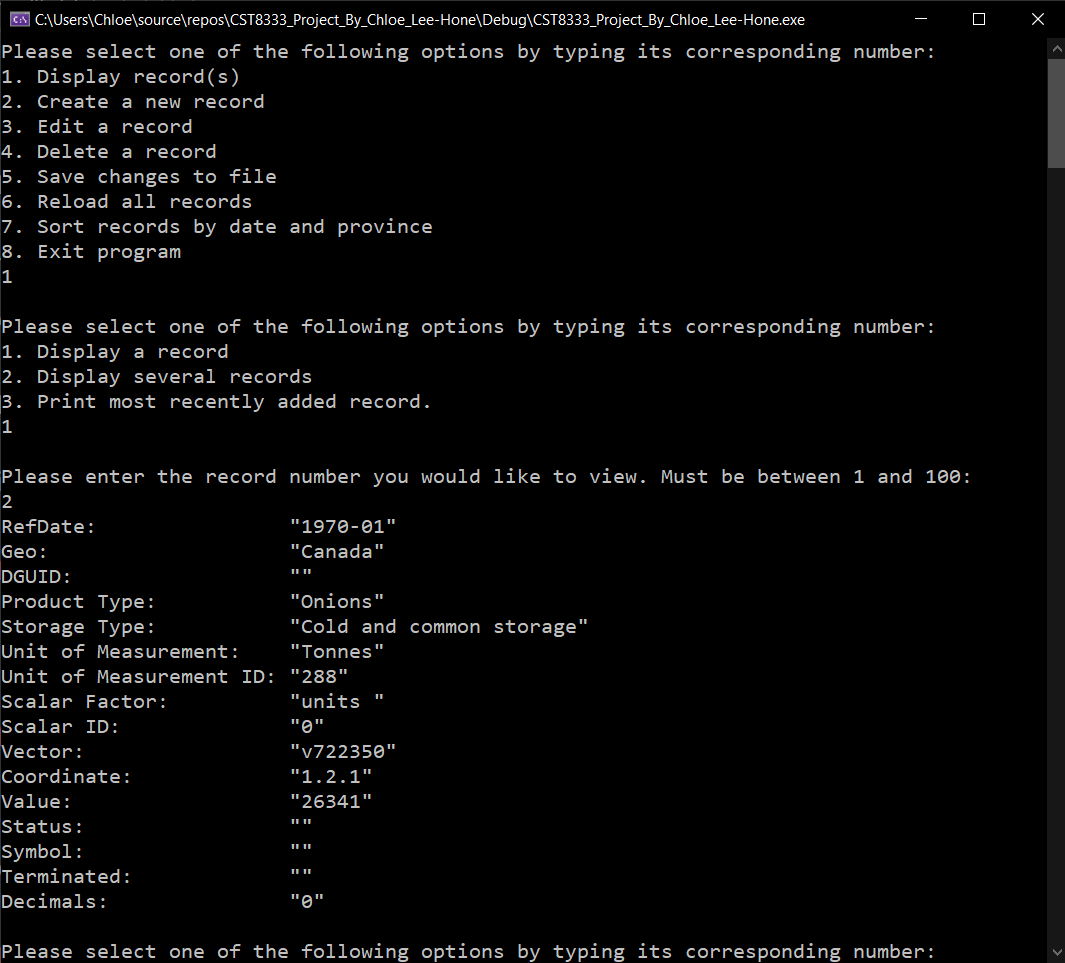 C:\Users\Chloe\source\repos\CST8333_Project_By_Chloe_Lee-Hone\Debug\CST8333_Project_By_Chloe_Lee-Hone.exe
Please select one of the following options by typing its corresponding number:
1. Display record(s)
2. Create a new record
3. Edit a record
4. Delete a record
5. Save changes to file
6. Reload all records
7. Sort records by date and province
8. Exit program
1

Please select one of the following options by typing its corresponding number:
1. Display a record
2. Display several records
3. Print most recently added record.
1

Please enter the record number you would like to view. Must be between 1 and 100:
2
RefDate:                "1970-01"
Geo:                    "Canada"
DGUID:                  ""
Product Type:           "Onions"
Storage Type:           "Cold and common storage"
Unit of Measurement:    "Tonnes"
Unit of Measurement ID: "288"
Scalar Factor:          "units "
Scalar ID:              "0"
Vector:                 "v722350"
Coordinate:             "1.2.1"
Value:                  "26341"
Status:                 ""
Symbol:                 ""
Terminated:             ""
Decimals:               "0"

Please select one of the following options by typing its corresponding number: